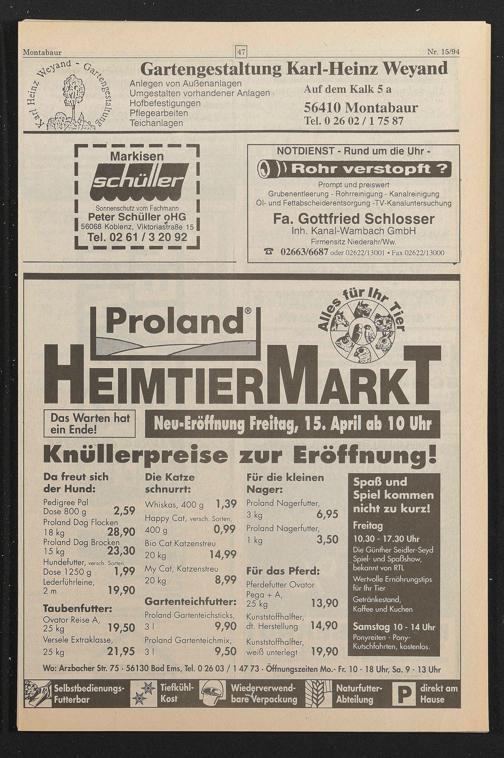 Montabaur
47
Nr. 15/94
Karl Heinz Weyand - Gartengestaltung
Gartengestaltung Karl-Heinz Weyand
Anlegen von Außenanlagen
Umgestalten vorhandener Anlagen
Hofbefestigungen
Pflegearbeiten
Teichanlagen
Auf dem Kalk 5 a
56410 Montabaur
Tel. 0 26 02 / 1 75 87
Markisen
schüller
Sonnenschutz vom Fachmann
Peter Schüller oHG
56068 Koblenz, Viktoriastraße 15
Tel. 02 61 / 3 20 92
NOTDIENST - Rund um die Uhr -
Rohr verstopft ?
Prompt und preiswert
Grubenentleerung - Rohrreinigung - Kanalreinigung
Öl- und Fettabscheiderentsorgung -TV-Kanaluntersuchung
Fa. Gottfried Schlosser
Inh. Kanal-Wambach GmbH
Firmensitz Niederahr/Ww.
☎ 02663/6687 oder 02622/13001 • Fax 02622/13000
Proland®
Alles für Ihr Tier
HEIMTIERMARKT
Das Warten hat
ein Ende!
Neu-Eröffnung Freitag, 15. April ab 10 Uhr
Knüllerpreise zur Eröffnung!
Da freut sich
der Hund:
Pedigree Pal
Dose 800 g 2,59
Proland Dog Flocken
18 kg 28,90
Proland Dog Brocken
15 kg 23,30
Hundefutter, versch. Sorten,
Dose 1250 g 1,99
Lederführleine,
2 m 19,90
Taubenfutter:
Ovator Reise A,
25 kg 19,50
Versele Extraklasse,
25 kg 21,95
Die Katze
schnurrt:
Whiskas, 400 g 1,39
Happy Cat, versch. Sorten,
400 g 0,99
Bio Cat Katzenstreu
20 kg 14,99
My Cat, Katzenstreu
20 kg 8,99
Gartenteichfutter:
Proland Gartenteichsticks,
3 l 9,90
Proland Gartenteichmix,
3 l 9,50
Für die kleinen
Nager:
Proland Nagerfutter,
3 kg 6,95
Proland Nagerfutter,
1 kg 3,50
Für das Pferd:
Pferdefutter Ovator
Pega + A,
25 kg 13,90
Kunststoffhalfter,
dt. Herstellung 14,90
Kunststoffhalfter,
weiß unterlegt 19,90
Spaß und
Spiel kommen
nicht zu kurz!
Freitag
10.30 - 17.30 Uhr
Die Günther Seidler-Seyd
Spiel- und Spaßshow,
bekannt von RTL
Wertvolle Ernährungstips
für Ihr Tier
Getränkestand,
Kaffee und Kuchen
Samstag 10 - 14 Uhr
Ponyreiten - Pony-
Kutschfahrten, kostenlos.
Wo: Arzbacher Str. 75 · 56130 Bad Ems, Tel. 0 26 03 / 1 47 73 · Öffnungszeiten Mo.- Fr. 10 - 18 Uhr, Sa. 9 - 13 Uhr
Selbstbedienungs-
Futterbar
Tiefkühl-
Kost
Wiederverwend-
bare Verpackung
Naturfutter-
Abteilung
P direkt am
Hause